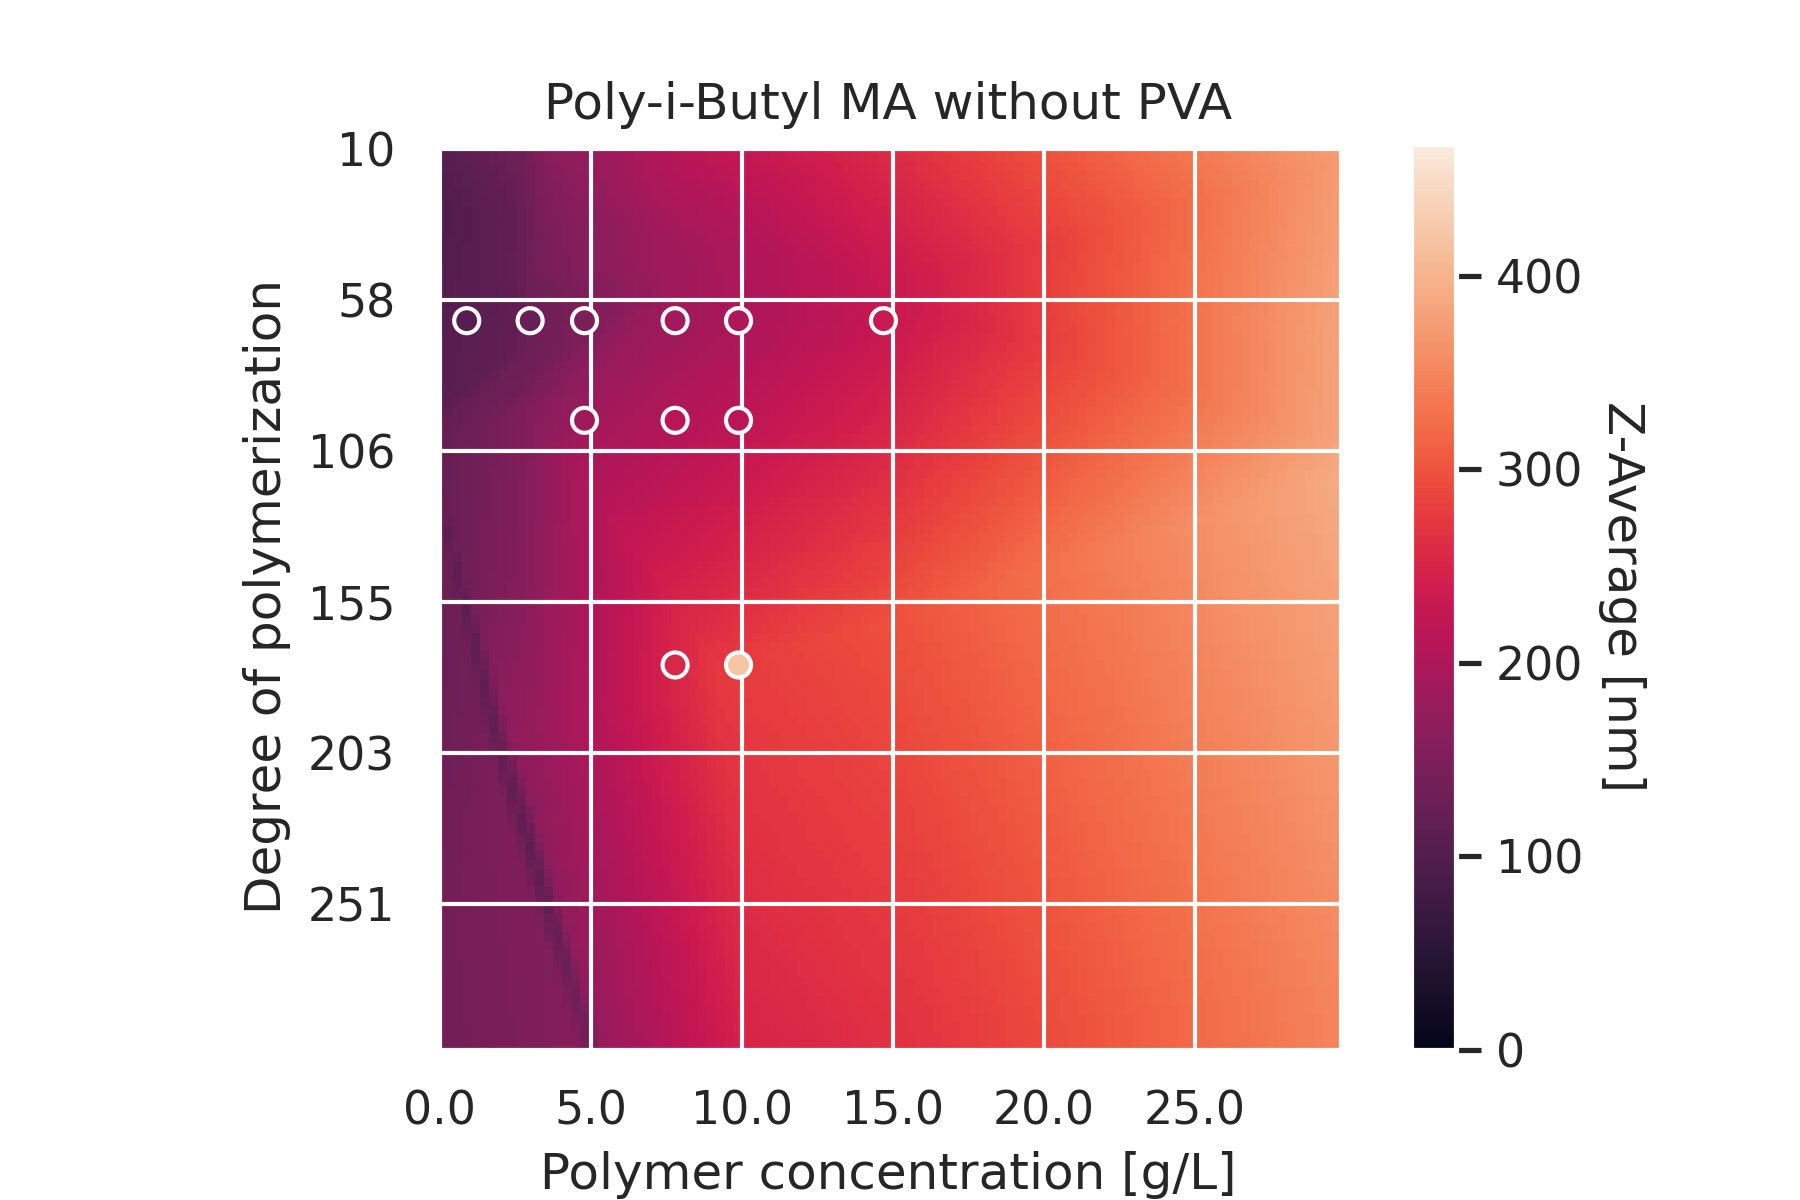 Poly-i-Butyl MA without PVA
10
58
106
155
203
251
Degree of polymerization
0.0 5.0 10.0 15.0 20.0 25.0
Polymer concentration [g/L]
400
300
200
100
0
Z-Average [nm]